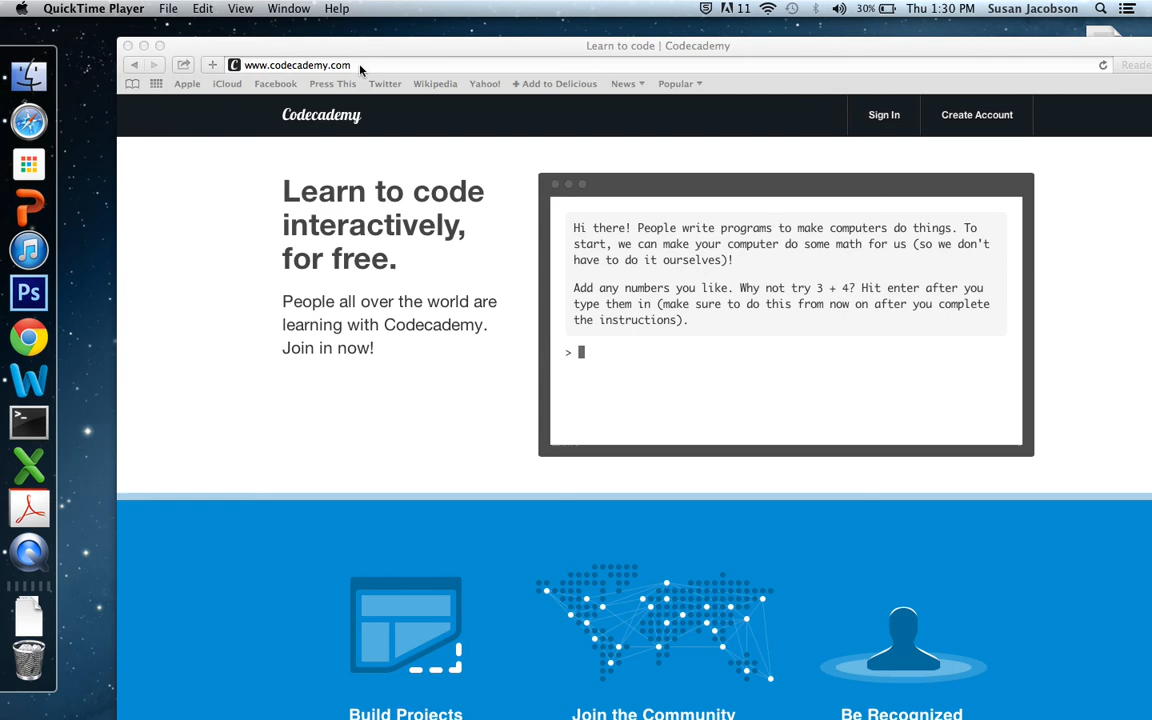 QuickTime Player File Edit View Window Help 11 30% Thu 1:30 PM Susan Jacobson
Learn to code | Codecademy
www.codecademy.com Reade
Apple iCloud Facebook Press This Twitter Wikipedia Yahoo! + Add to Delicious News Popular
Codecademy Sign In Create Account
Learn to code
interactively,
for free.
People all over the world are
learning with Codecademy.
Join in now!
Hi there! People write programs to make computers do things. To
start, we can make your computer do some math for us (so we don't
have to do it ourselves)!
Add any numbers you like. Why not try 3 + 4? Hit enter after you
type them in (make sure to do this from now on after you complete
the instructions).
>
Ps
W
Build Projects Join the Community Be Recognized